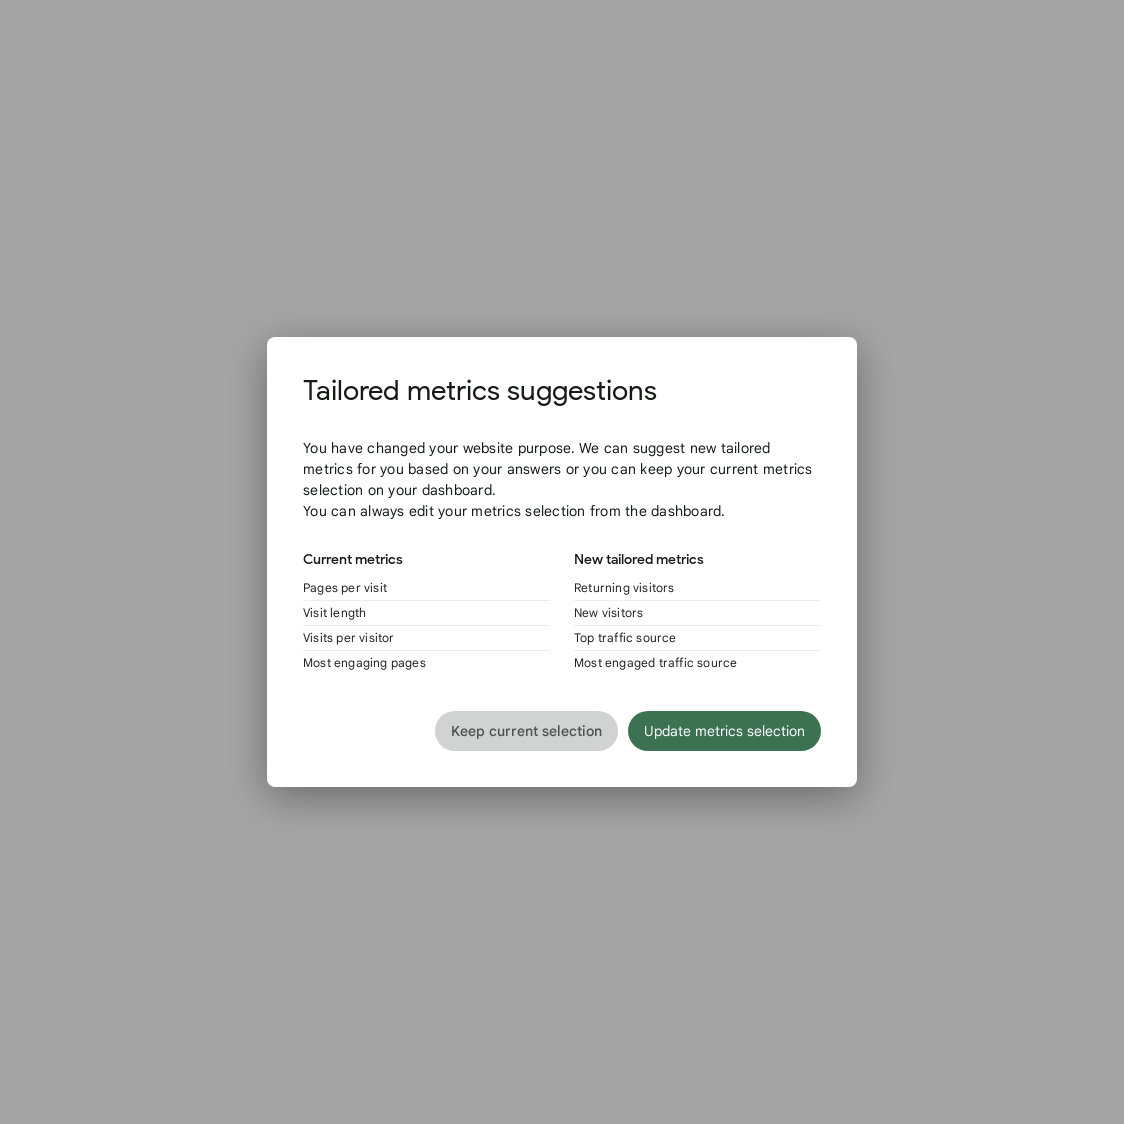 Tailored metrics suggestions
You have changed your website purpose. We can suggest new tailored
metrics for you based on your answers or you can keep your current metrics
selection on your dashboard.
You can always edit your metrics selection from the dashboard.
Current metrics
Pages per visit
Visit length
Visits per visitor
Most engaging pages
New tailored metrics
Returning visitors
New visitors
Top traffic source
Most engaged traffic source
Keep current selection
Update metrics selection